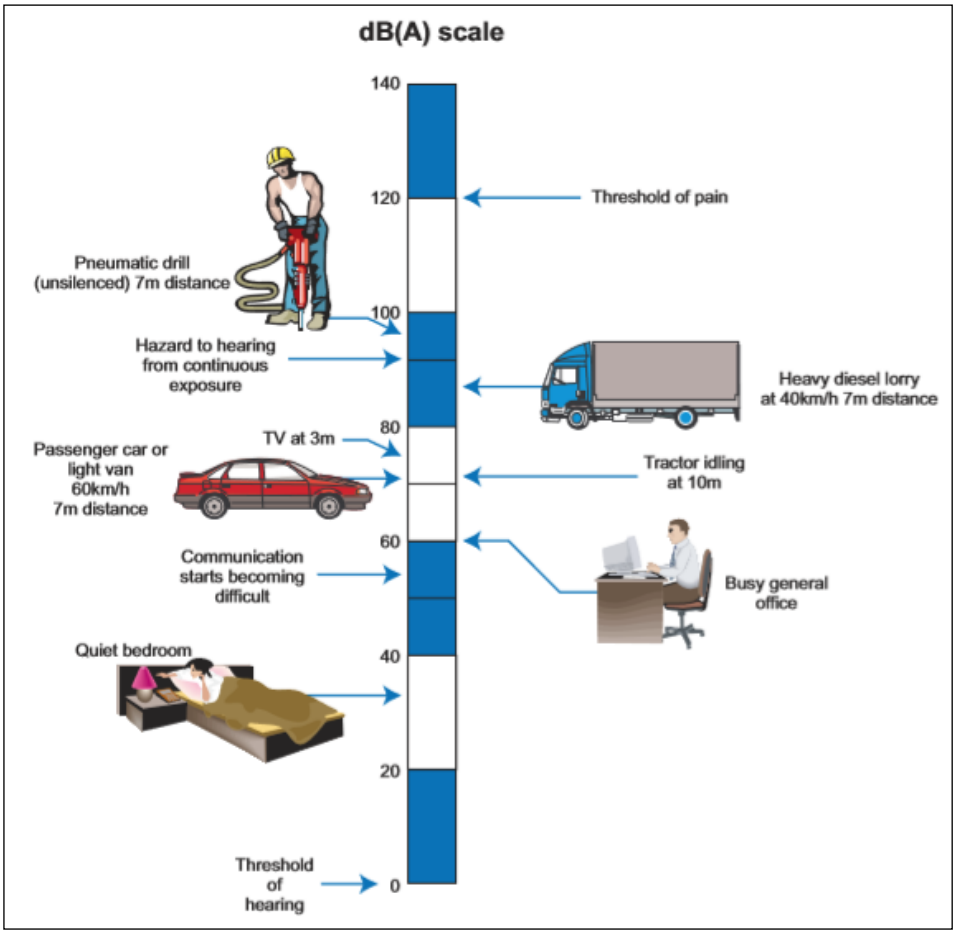 dB(A) scale
140
120
Threshold of pain
Pneumatic drill
(unsilenced) 7m distance
100
Hazard to hearing
from continuous
exposure
Heavy diesel lorry
at 40km/h 7m distance
80
TV at 3m
Passenger car or
light van
60km/h
7m distance
Tractor idling
at 10m
60
Communication
starts becoming
difficult
Busy general
office
40
Quiet bedroom
20
Threshold
of
hearing
0